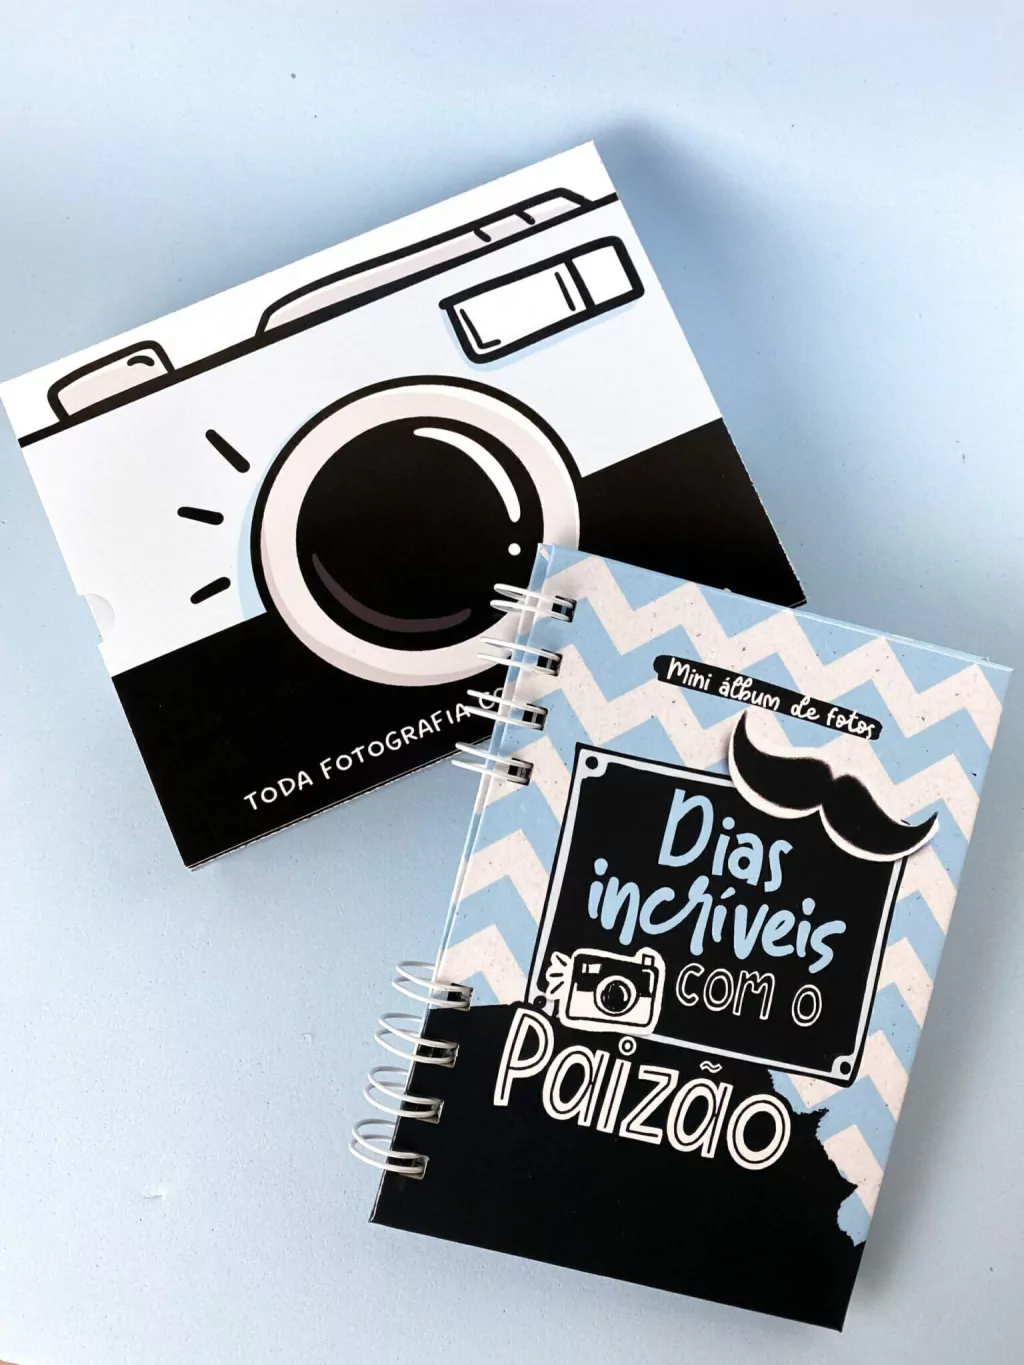 TODA FOTOGRAFIA
Mini álbum de fotos
Dias
incríveis
com o
Paizão